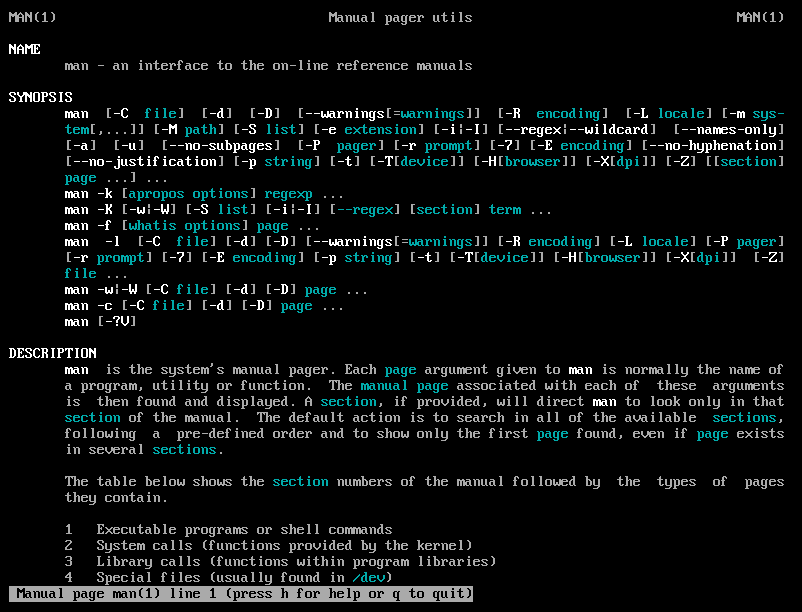 MAN(1) Manual pager utils MAN(1)
NAME
man - an interface to the on-line reference manuals
SYNOPSIS
man [-C file] [-d] [-D] [--warnings[=warnings]] [-R encoding] [-L locale] [-m sys-
tem[,...]] [-M path] [-S list] [-e extension] [-i|-I] [--regex|--wildcard] [--names-only]
[-a] [-u] [--no-subpages] [-P pager] [-r prompt] [-7] [-E encoding] [--no-hyphenation]
[--no-justification] [-p string] [-t] [-T[device]] [-H[browser]] [-X[dpi]] [-Z] [[section]
page ...] ...
man -k [apropos options] regexp ...
man -K [-w|-W] [-S list] [-i|-I] [--regex] [section] term ...
man -f [whatis options] page ...
man -l [-C file] [-d] [-D] [--warnings[=warnings]] [-R encoding] [-L locale] [-P pager]
[-r prompt] [-7] [-E encoding] [-p string] [-t] [-T[device]] [-H[browser]] [-X[dpi]] [-Z]
file ...
man -w|-W [-C file] [-d] [-D] page ...
man -c [-C file] [-d] [-D] page ...
man [-?V]
DESCRIPTION
man is the system's manual pager. Each page argument given to man is normally the name of
a program, utility or function. The manual page associated with each of these arguments
is then found and displayed. A section, if provided, will direct man to look only in that
section of the manual. The default action is to search in all of the available sections,
following a pre-defined order and to show only the first page found, even if page exists
in several sections.
The table below shows the section numbers of the manual followed by the types of pages
they contain.
1 Executable programs or shell commands
2 System calls (functions provided by the kernel)
3 Library calls (functions within program libraries)
4 Special files (usually found in /dev)
Manual page man(1) line 1 (press h for help or q to quit)